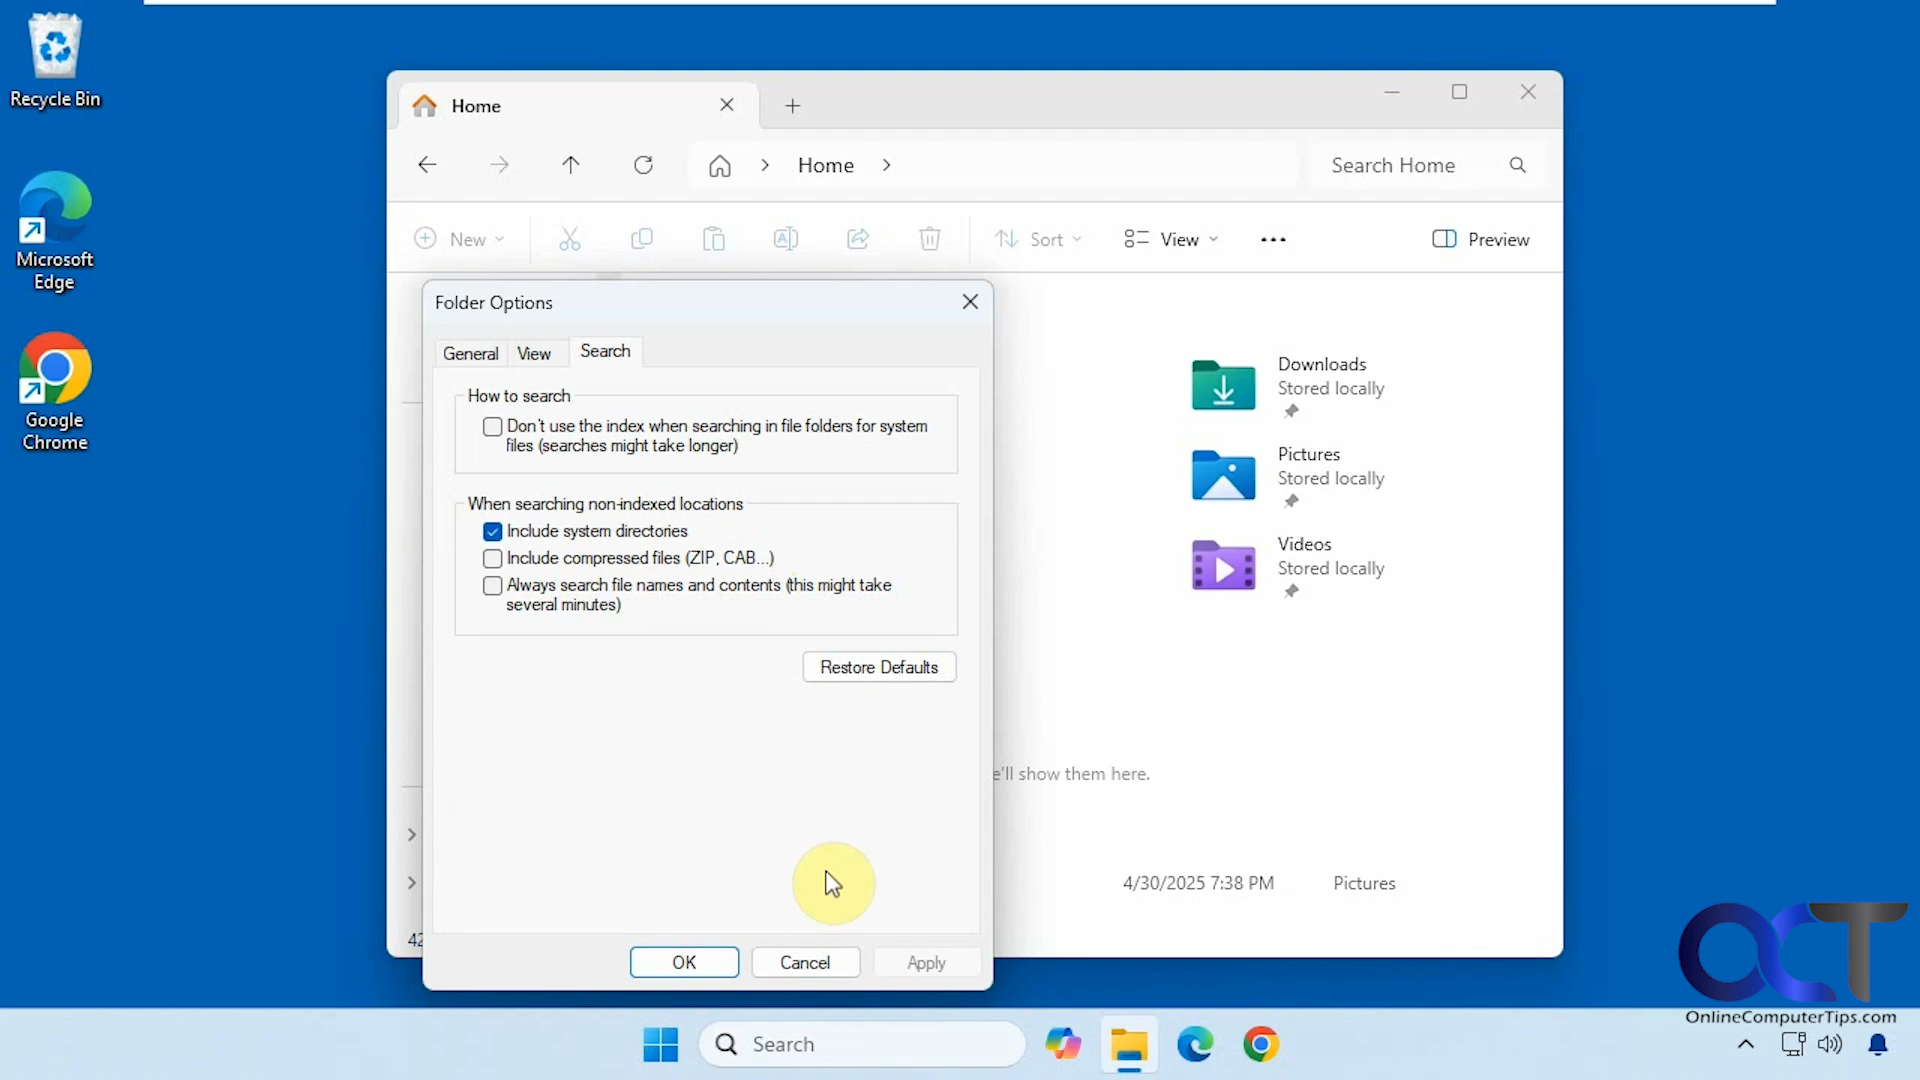 Recycle Bin
Microsoft
Edge
Google
Chrome
Home
Home
Search Home
New
Sort
View
Preview
Folder Options
General
View
Search
How to search
Don't use the index when searching in file folders for system
files (searches might take longer)
When searching non-indexed locations
Include system directories
Include compressed files (ZIP, CAB...)
Always search file names and contents (this might take
several minutes)
Restore Defaults
OK
Cancel
Apply
Downloads
Stored locally
Pictures
Stored locally
Videos
Stored locally
e'll show them here.
4/30/2025 7:38 PM
Pictures
42
OCT
OnlineComputerTips.com
Search